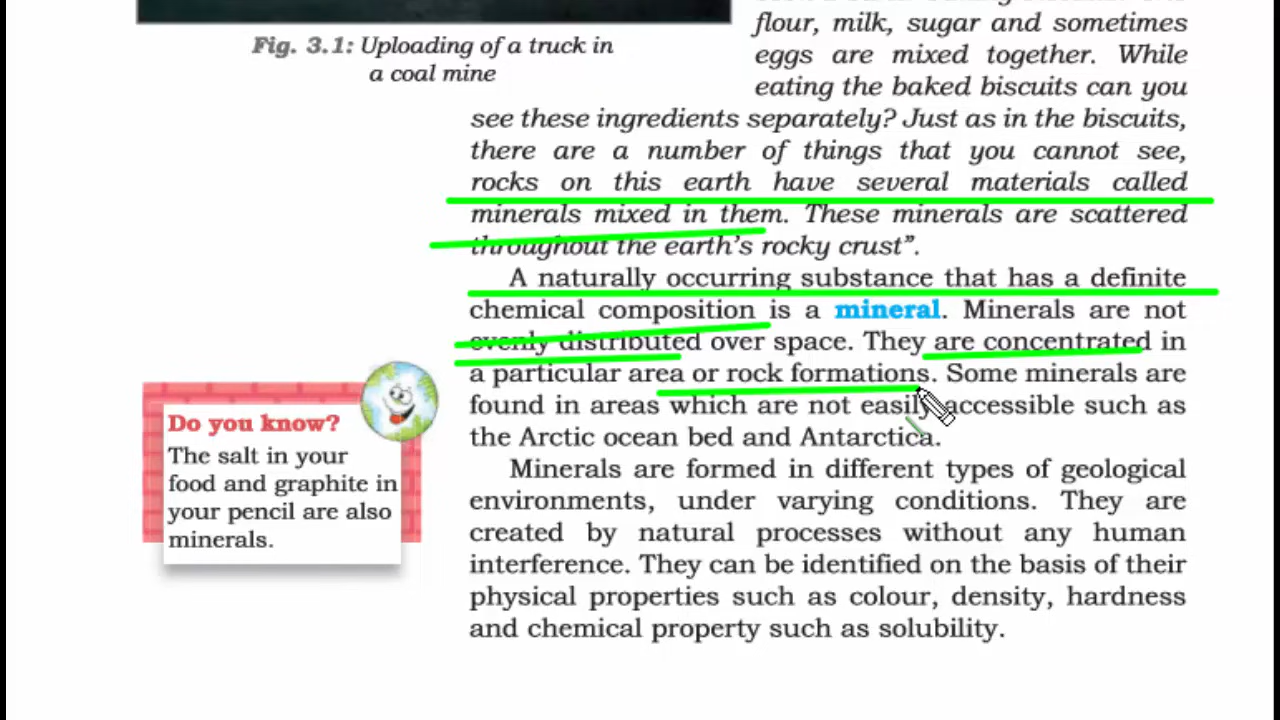 flour, milk, sugar and sometimes
Fig. 3.1: Uploading of a truck in
a coal mine
eggs are mixed together. While
eating the baked biscuits can you
see these ingredients separately? Just as in the biscuits,
there are a number of things that you cannot see,
rocks on this earth have several materials called
minerals mixed in them. These minerals are scattered
throughout the earth's rocky crust”.
A naturally occurring substance that has a definite
chemical composition is a mineral. Minerals are not
evenly distributed over space. They are concentrated in
a particular area or rock formations. Some minerals are
found in areas which are not easily accessible such as
the Arctic ocean bed and Antarctica.
Do you know?
The salt in your
food and graphite in
your pencil are also
minerals.
Minerals are formed in different types of geological
environments, under varying conditions. They are
created by natural processes without any human
interference. They can be identified on the basis of their
physical properties such as colour, density, hardness
and chemical property such as solubility.